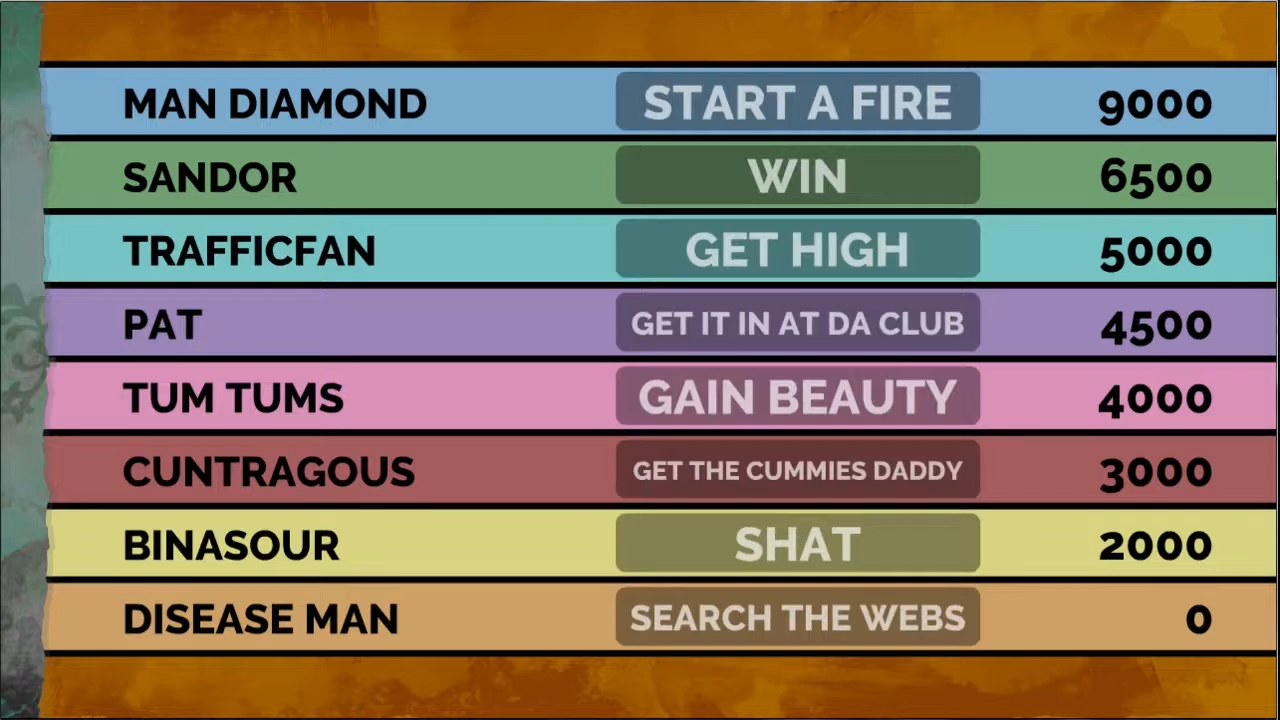 MAN DIAMOND START A FIRE 9000
SANDOR WIN 6500
TRAFFICFAN GET HIGH 5000
PAT GET IT IN AT DA CLUB 4500
TUM TUMS GAIN BEAUTY 4000
CUNTRAGOUS GET THE CUMMIES DADDY 3000
BINASOUR SHAT 2000
DISEASE MAN SEARCH THE WEBS 0